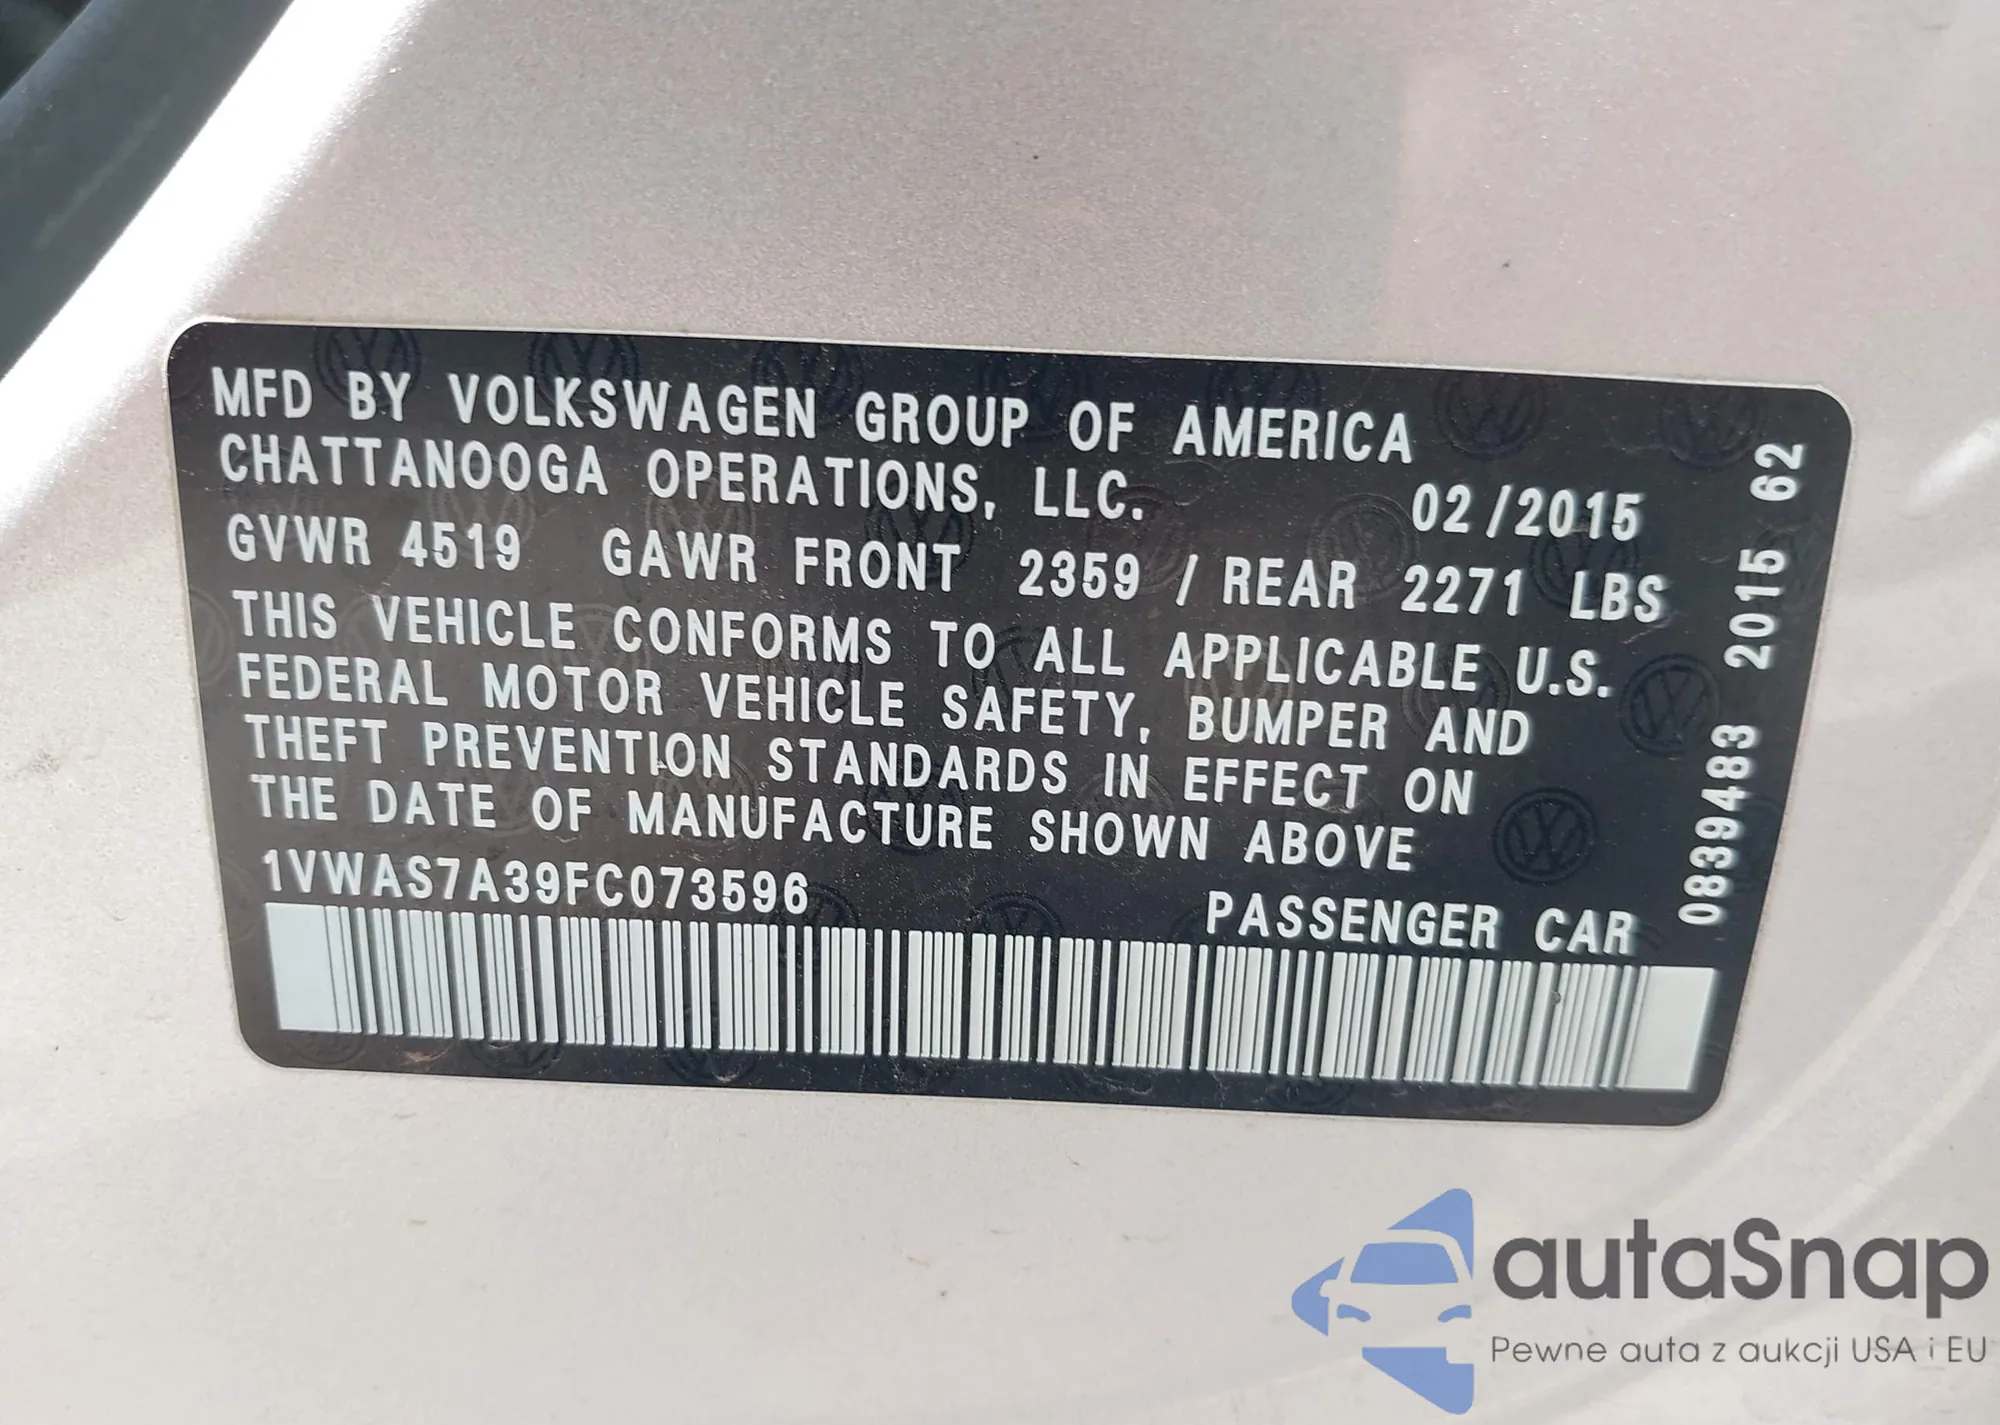 MFD BY VOLKSWAGEN GROUP OF AMERICA
CHATTANOOGA OPERATIONS, LLC.
02/2015
GVWR 4519 GAWR FRONT 2359 / REAR 2271 LBS
THIS VEHICLE CONFORMS TO ALL APPLICABLE U.S.
FEDERAL MOTOR VEHICLE SAFETY, BUMPER AND
THEFT PREVENTION STANDARDS IN EFFECT ON
THE DATE OF MANUFACTURE SHOWN ABOVE
1VWAS7A39FC073596
PASSENGER CAR
0839483 2015 62
autaSnap
Pewne auta z aukcji USA i EU